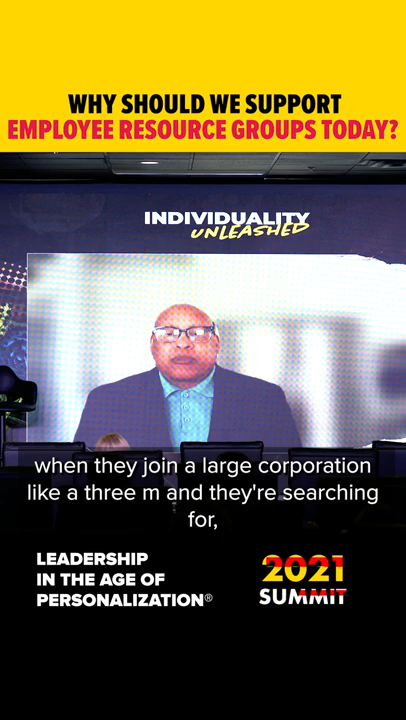 WHY SHOULD WE SUPPORT
EMPLOYEE RESOURCE GROUPS TODAY?
INDIVIDUALITY
UNLEASHED
when they join a large corporation
like a three m and they're searching
for,
LEADERSHIP
IN THE AGE OF
PERSONALIZATION®
2021
SUMMIT